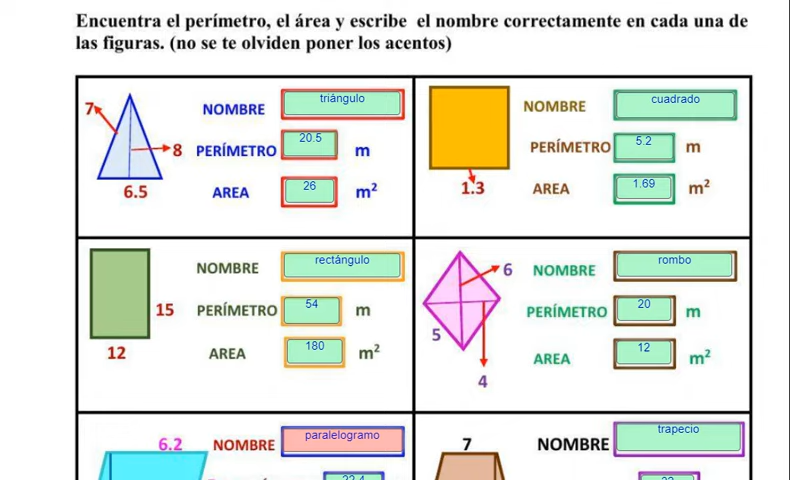 Encuentra el perímetro, el área y escribe el nombre correctamente en cada una de
las figuras. (no se te olviden poner los acentos)
7
8
6.5
NOMBRE triángulo
PERÍMETRO 20.5 m
AREA 26 m²
1.3
NOMBRE cuadrado
PERÍMETRO 5.2 m
AREA 1.69 m²
15
12
NOMBRE rectángulo
PERÍMETRO 54 m
AREA 180 m²
6
5
4
NOMBRE rombo
PERÍMETRO 20 m
AREA 12 m²
6.2
NOMBRE paralelogramo
7
NOMBRE trapecio